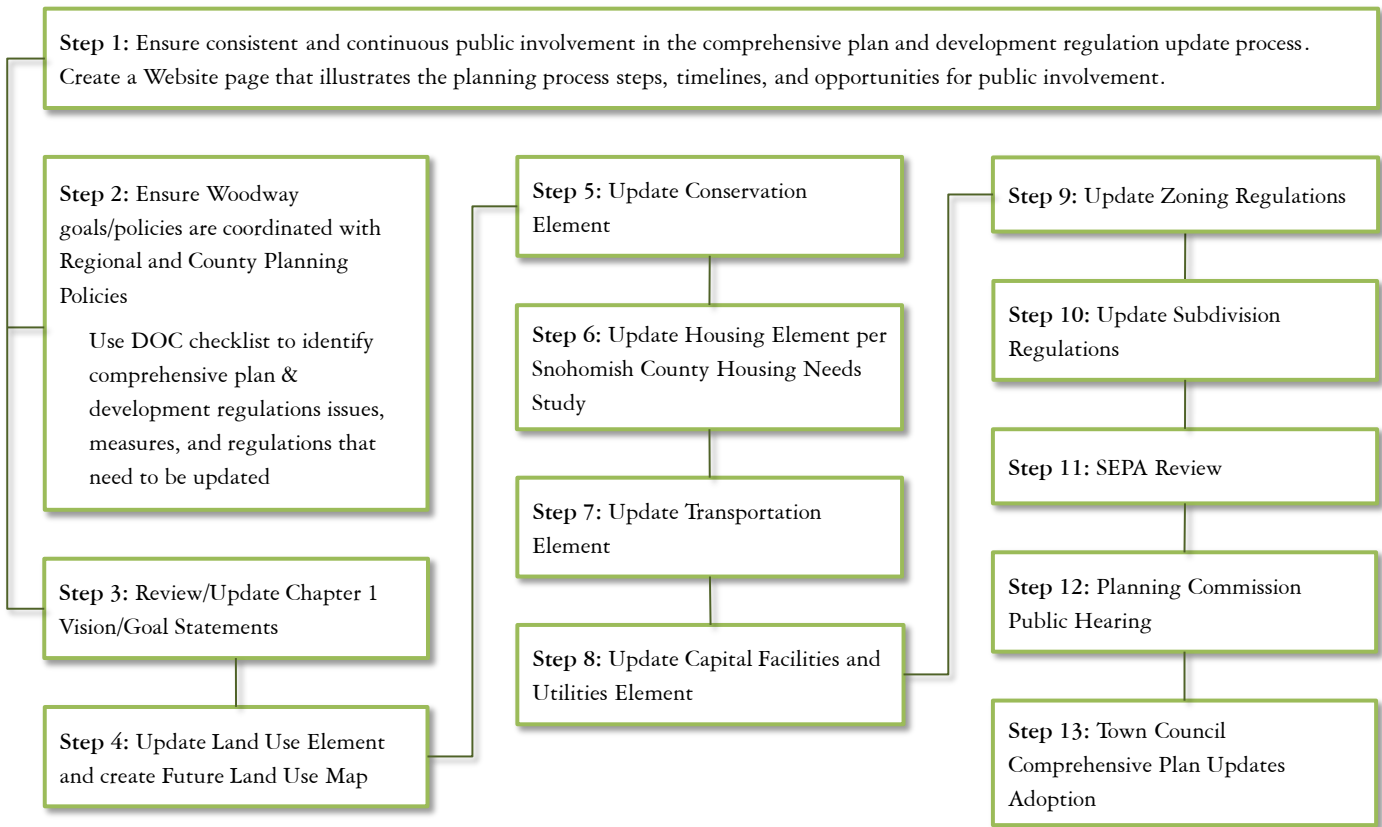 Step 1: Ensure consistent and continuous public involvement in the comprehensive plan and development regulation update process.
Create a Website page that illustrates the planning process steps, timelines, and opportunities for public involvement.
Step 2: Ensure Woodway
goals/policies are coordinated with
Regional and County Planning
Policies
Use DOC checklist to identify
comprehensive plan &
development regulations issues,
measures, and regulations that
need to be updated
Step 3: Review/Update Chapter 1
Vision/Goal Statements
Step 4: Update Land Use Element
and create Future Land Use Map
Step 5: Update Conservation
Element
Step 6: Update Housing Element per
Snohomish County Housing Needs
Study
Step 7: Update Transportation
Element
Step 8: Update Capital Facilities and
Utilities Element
Step 9: Update Zoning Regulations
Step 10: Update Subdivision
Regulations
Step 11: SEPA Review
Step 12: Planning Commission
Public Hearing
Step 13: Town Council
Comprehensive Plan Updates
Adoption